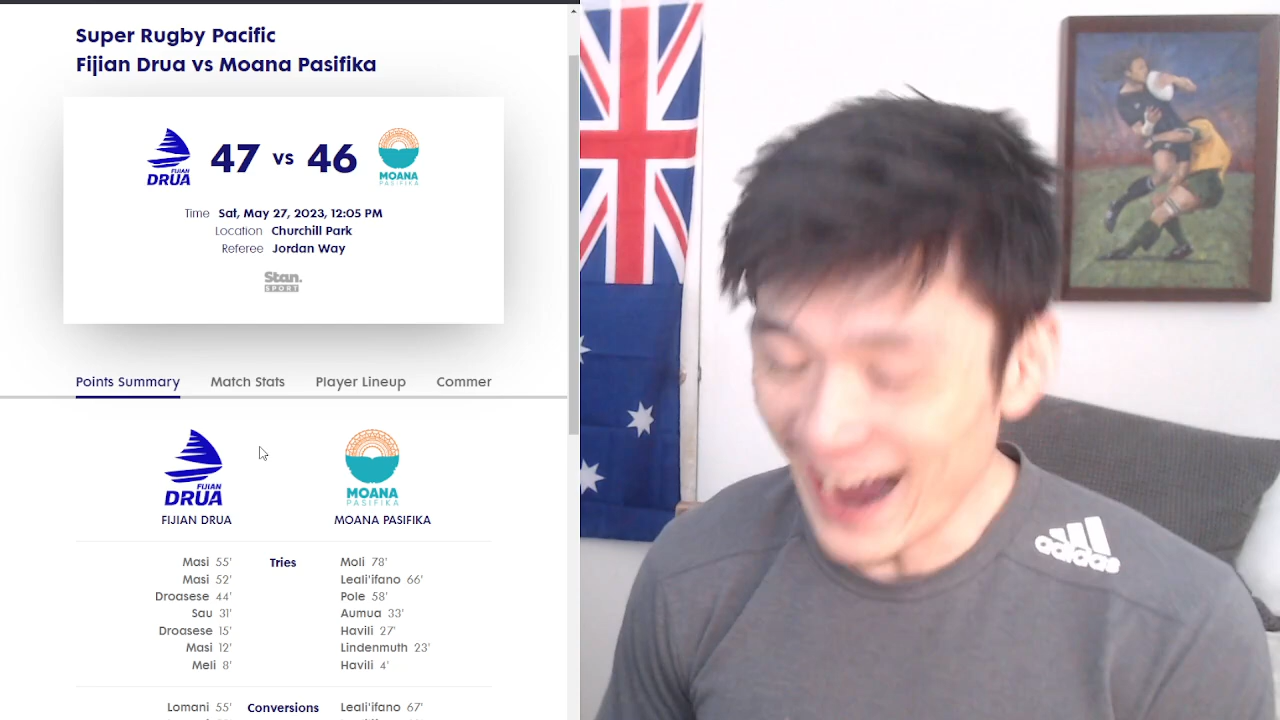 Super Rugby Pacific
Fijian Drua vs Moana Pasifika
FIJIAN
DRUA
47 vs 46
MOANA
PASIFIKA
Time Sat, May 27, 2023, 12:05 PM
Location Churchill Park
Referee Jordan Way
Stan.
SPORT
Points Summary Match Stats Player Lineup Commer
FIJIAN
DRUA
MOANA
PASIFIKA
FIJIAN DRUA MOANA PASIFIKA
Masi 55' Tries Moli 78'
Masi 52' Leali'ifano 66'
Droasese 44' Pole 58'
Sau 31' Aumua 33'
Droasese 15' Havili 27'
Masi 12' Lindenmuth 23'
Meli 8' Havili 4'
Lomani 55' Conversions Leali'ifano 67'
adidas